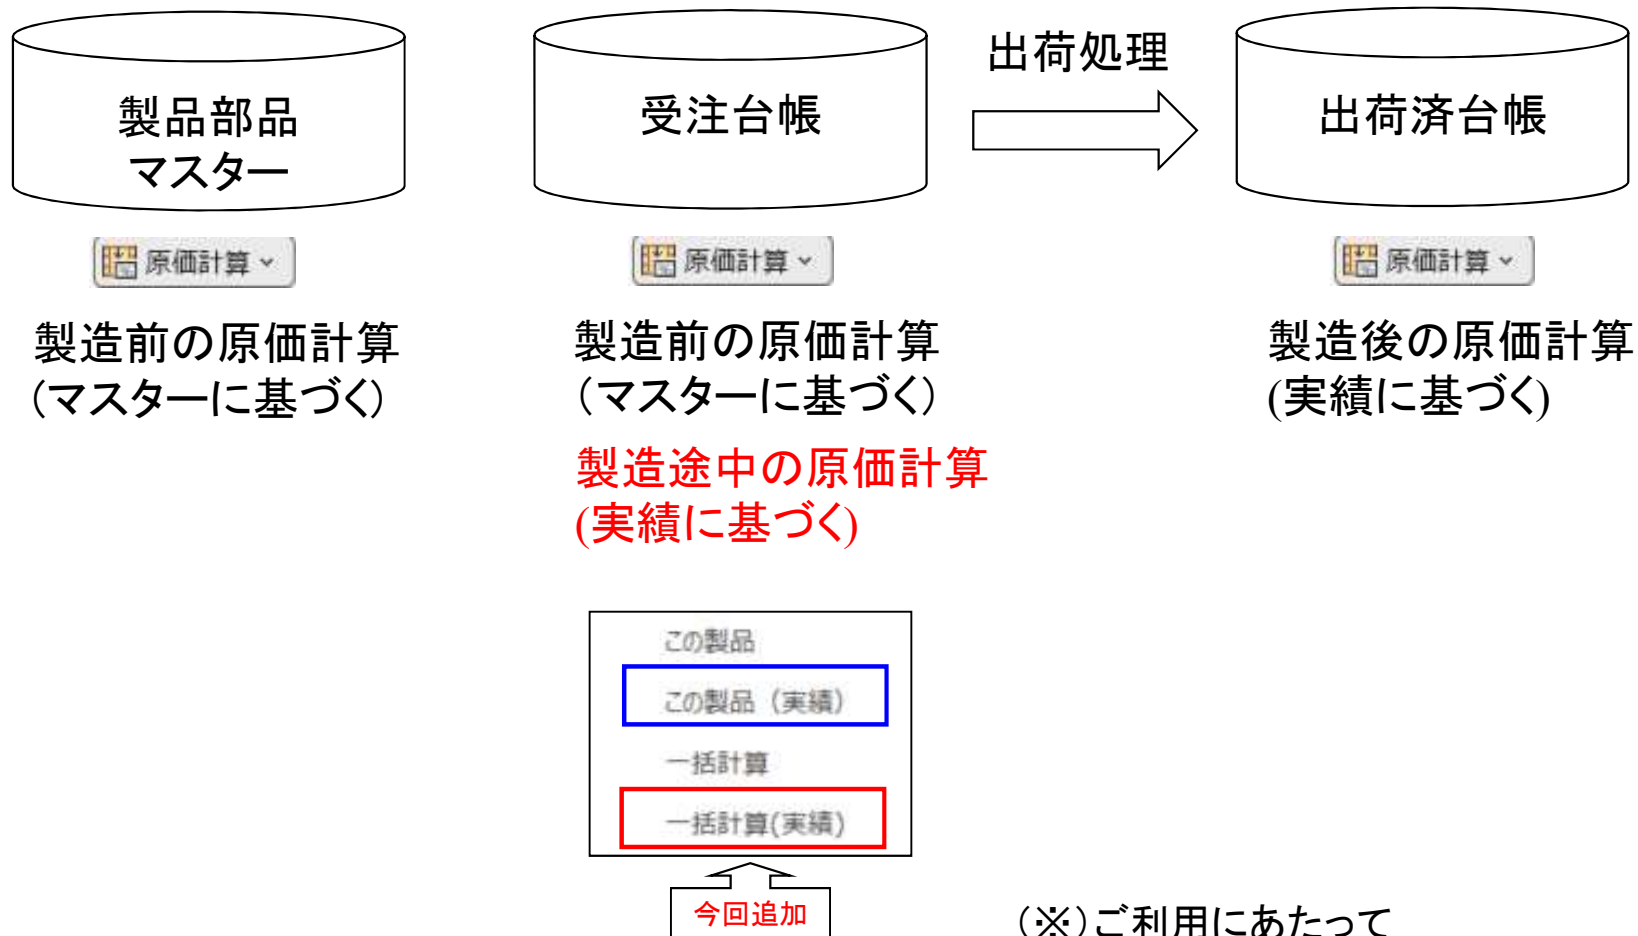 製品部品
マスター
受注台帳
出荷処理
出荷済台帳
原価計算
原価計算
原価計算
製造前の原価計算
(マスターに基づく)
製造前の原価計算
(マスターに基づく)
製造途中の原価計算
(実績に基づく)
製造後の原価計算
(実績に基づく)
この製品
この製品（実績）
一括計算
一括計算(実績)
今回追加
(※)ご利用にあたって